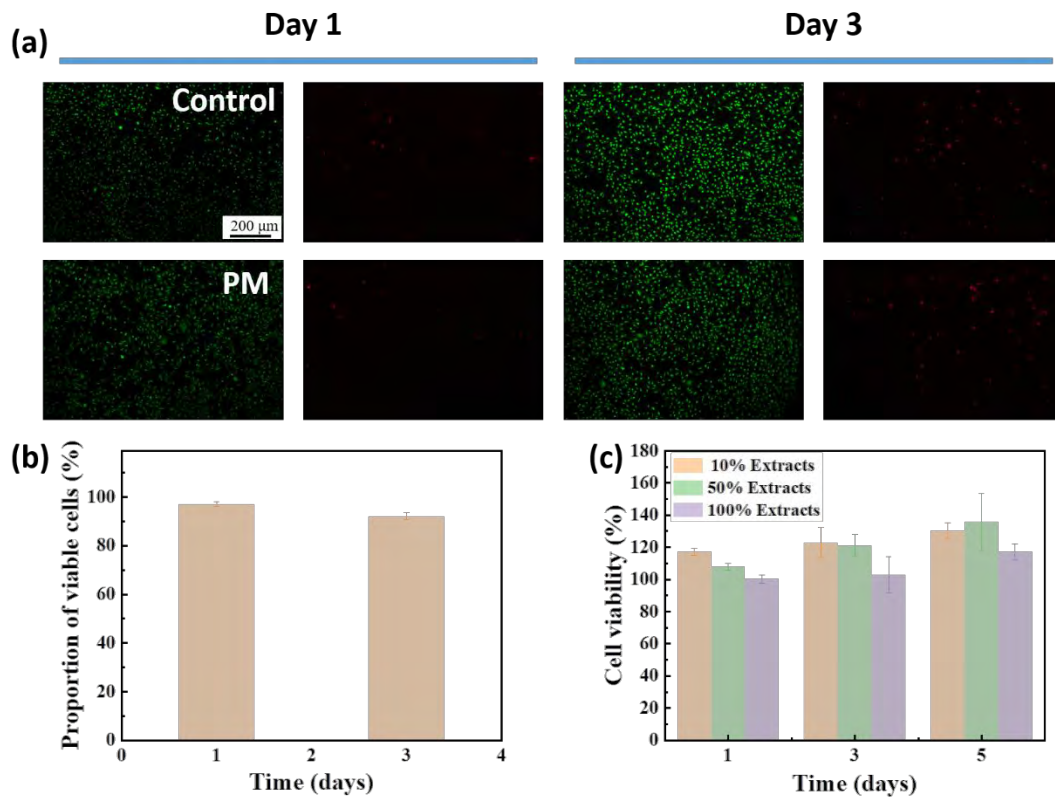 (a)
Day 1
Day 3
Control
200 μm
PM
(b)
Proportion of viable cells (%)
100
80
60
40
20
0
0 1 2 3 4
Time (days)
(c)
Cell viability (%)
180
160
140
120
100
80
60
40
20
0
10% Extracts
50% Extracts
100% Extracts
1 3 5
Time (days)